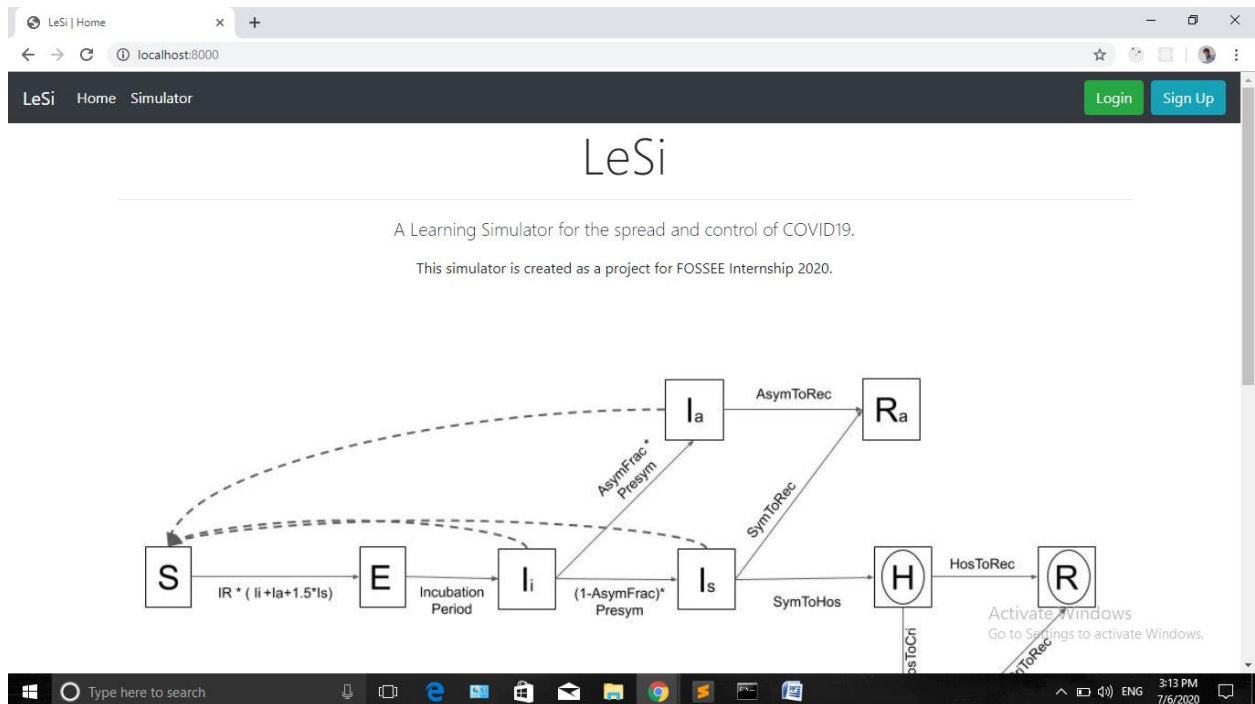 LeSi | Home
localhost:8000
LeSi Home Simulator Login Sign Up
LeSi
A Learning Simulator for the spread and control of COVID19.
This simulator is created as a project for FOSSEE Internship 2020.
Ia
AsymToRec
Ra
AsymFrac *
Presym
SymToRec
S
IR * ( Ii +Ia+1.5*Is)
E
Incubation
Period
Ii
(1-AsymFrac)*
Presym
Is
SymToHos
H
HosToRec
R
osToCri
riToRec
Activate Windows
Go to Settings to activate Windows.
Type here to search
ENG
3:13 PM
7/6/2020